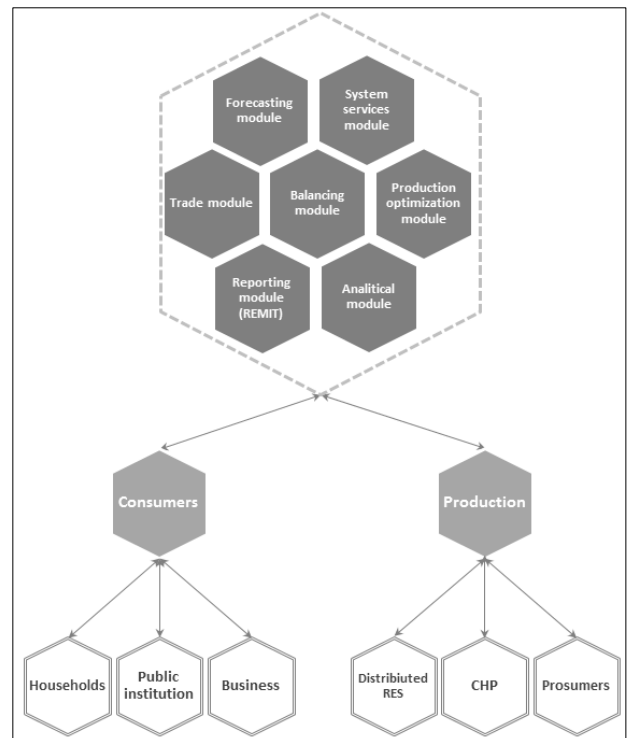 Forecasting
module
System
services
module
Trade module
Balancing
module
Production
optimization
module
Reporting
module
(REMIT)
Analitical
module
Consumers
Production
Households
Public
institution
Business
Distribiuted
RES
CHP
Prosumers